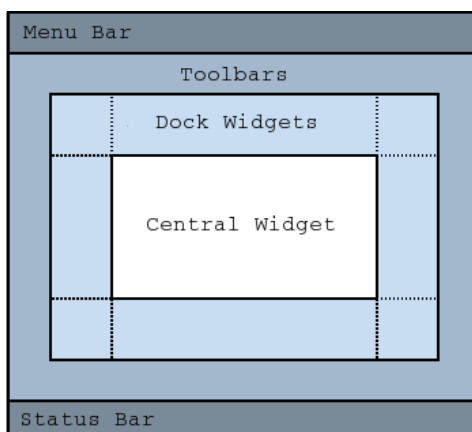 Menu Bar
Toolbars
Dock Widgets
Central Widget
Status Bar